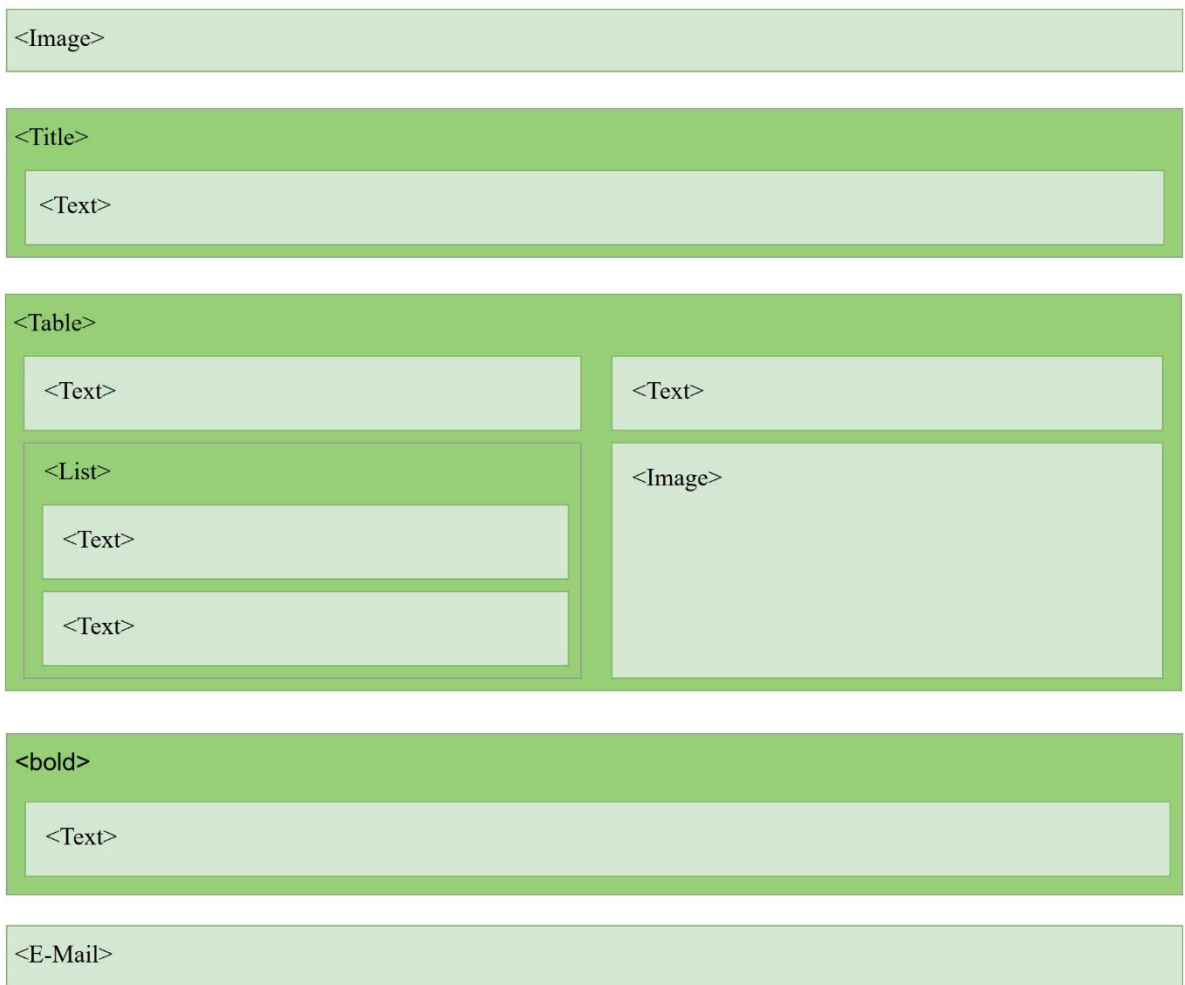 <Image>
<Title>
<Text>
<Table>
<Text> <Text>
<List> <Image>
<Text>
<Text>
<bold>
<Text>
<E-Mail>